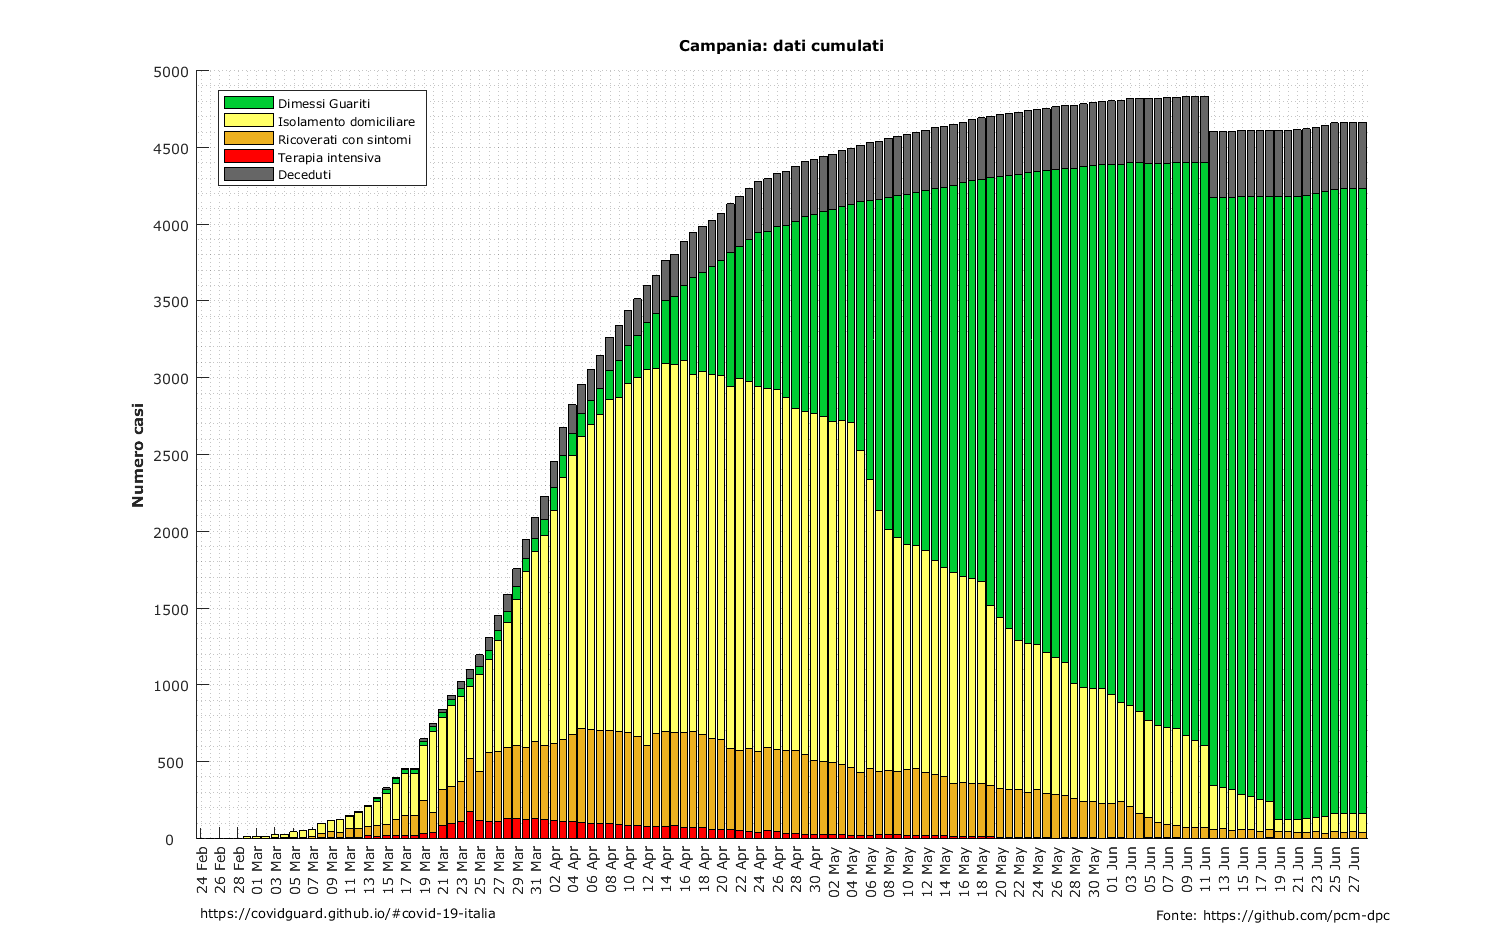 Campania: dati cumulati
Numero casi
5000
4500
4000
3500
3000
2500
2000
1500
1000
500
0
Dimessi Guariti
Isolamento domiciliare
Ricoverati con sintomi
Terapia intensiva
Deceduti
24 Feb
26 Feb
28 Feb
01 Mar
03 Mar
05 Mar
07 Mar
09 Mar
11 Mar
13 Mar
15 Mar
17 Mar
19 Mar
21 Mar
23 Mar
25 Mar
27 Mar
29 Mar
31 Mar
02 Apr
04 Apr
06 Apr
08 Apr
10 Apr
12 Apr
14 Apr
16 Apr
18 Apr
20 Apr
22 Apr
24 Apr
26 Apr
28 Apr
30 Apr
02 May
04 May
06 May
08 May
10 May
12 May
14 May
16 May
18 May
20 May
22 May
24 May
26 May
28 May
30 May
01 Jun
03 Jun
05 Jun
07 Jun
09 Jun
11 Jun
13 Jun
15 Jun
17 Jun
19 Jun
21 Jun
23 Jun
25 Jun
27 Jun
https://covidguard.github.io/#covid-19-italia
Fonte: https://github.com/pcm-dpc